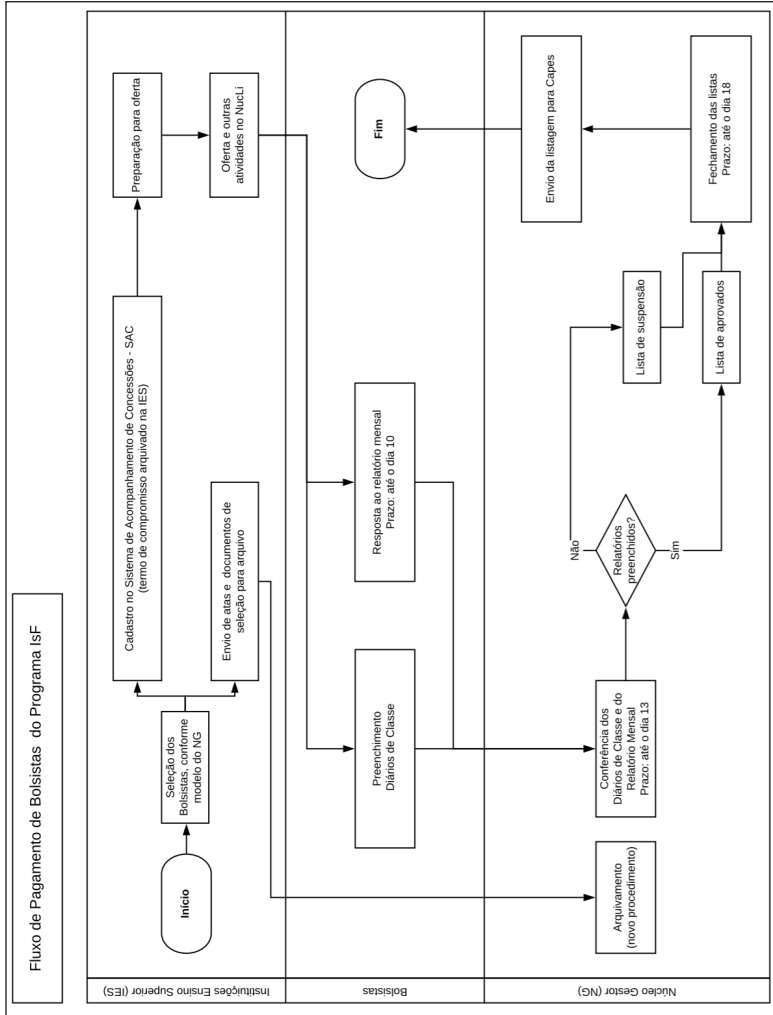 Fluxo de Pagamento de Bolsistas do Programa IsF
Instituições Ensino Superior (IES)
Início
Seleção dos
Bolsistas, conforme
modelo do NG
Cadastro no Sistema de Acompanhamento de Concessões - SAC
(termo de compromisso arquivado na IES)
Envio de atas e documentos de
seleção para arquivo
Preparação para oferta
Oferta e outras
atividades no NucLi
Bolsistas
Preenchimento
Diários de Classe
Resposta ao relatório mensal
Prazo: até o dia 10
Fim
Núcleo Gestor (NG)
Arquivamento
(novo procedimento)
Conferência dos
Diários de Classe e do
Relatório Mensal
Prazo: até o dia 13
Relatórios
preenchidos?
Não
Sim
Lista de suspensão
Lista de aprovados
Envio da listagem para Capes
Fechamento das listas
Prazo: até o dia 18